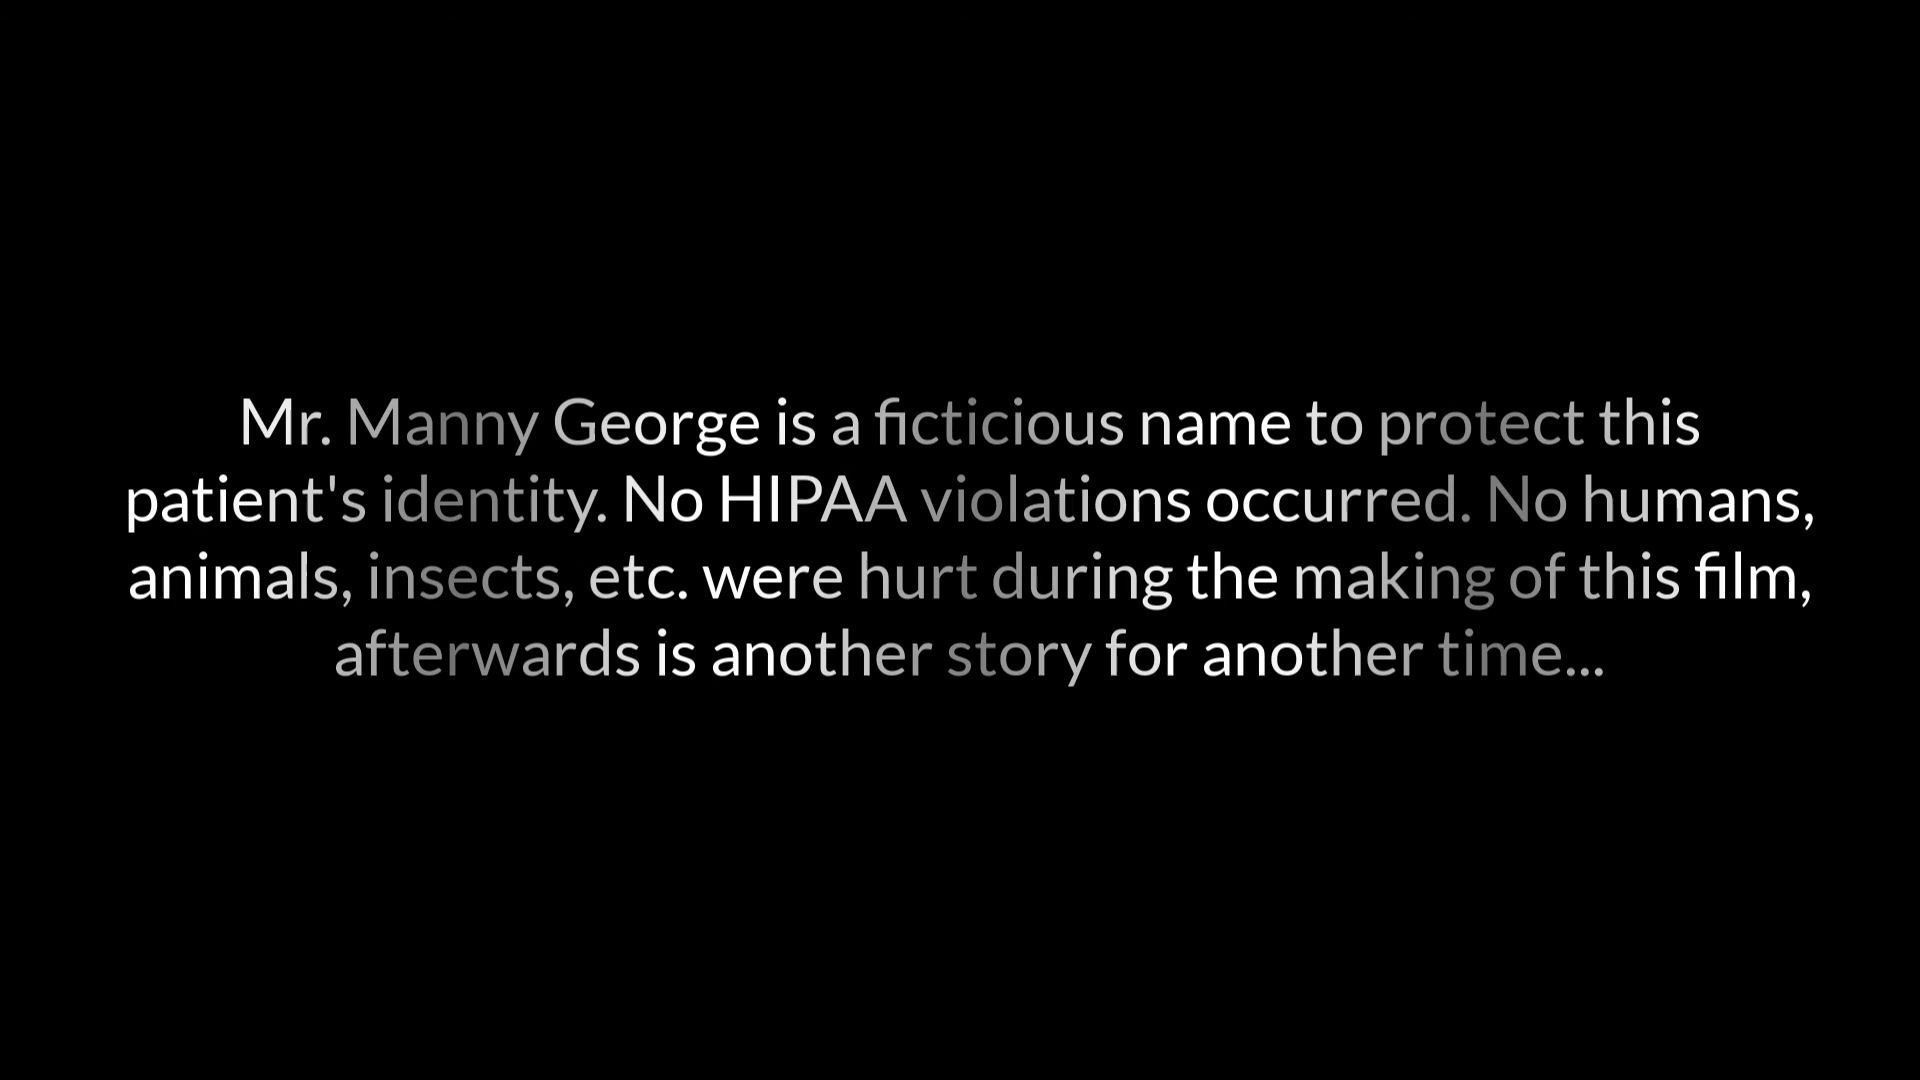 Mr. Manny George is a ficticious name to protect this
patient's identity. No HIPAA violations occurred. No humans,
animals, insects, etc. were hurt during the making of this film,
afterwards is another story for another time...